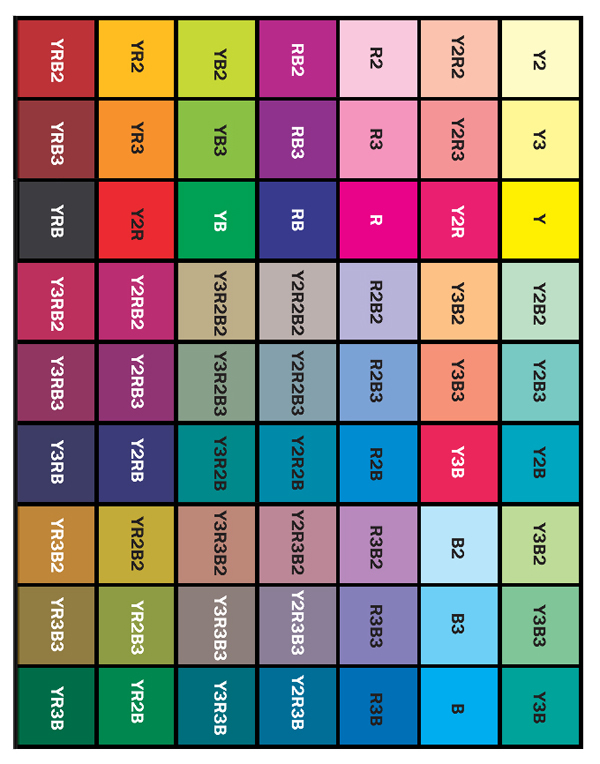 Y2 Y3 Y Y2B2 Y2B3 Y2B Y3B2 Y3B3 Y3B
Y2R2 Y2R3 Y2R Y3B2 Y3B3 Y3B B2 B3 B
R2 R3 R R2B2 R2B3 R2B R3B2 R3B3 R3B
RB2 RB3 RB Y2R2B2 Y2R2B3 Y2R2B Y2R3B2 Y2R3B3 Y2R3B
YB2 YB3 YB Y3R2B2 Y3R2B3 Y3R2B Y3R3B2 Y3R3B3 Y3R3B
YR2 YR3 Y2R Y2RB2 Y2RB3 Y2RB YR2B2 YR2B3 YR2B
YRB2 YRB3 YRB Y3RB2 Y3RB3 Y3RB YR3B2 YR3B3 YR3B